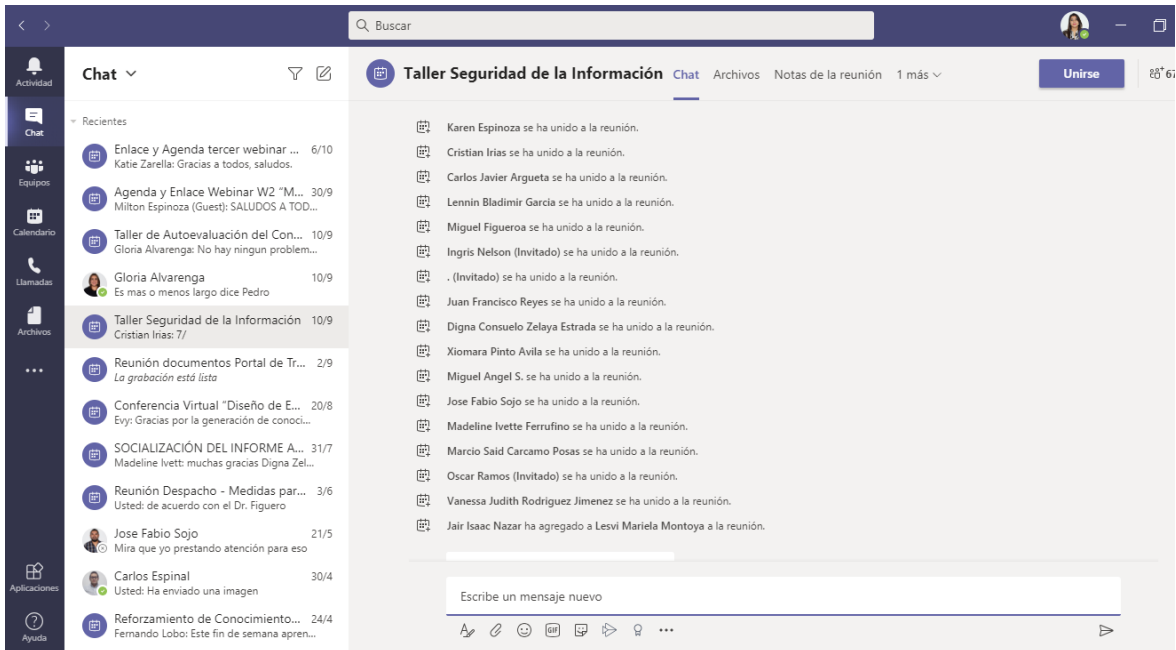 Buscar
Actividad
Chat
Equipos
Calendario
Llamadas
Archivos
Aplicaciones
Ayuda
Chat
Recientes
Enlace y Agenda tercer webinar ... 6/10
Katie Zarella: Gracias a todos, saludos.
Agenda y Enlace Webinar W2 “M... 30/9
Milton Espinoza (Guest): SALUDOS A TOD...
Taller de Autoevaluación del Con... 10/9
Gloria Alvarenga: No hay ningun problem...
Gloria Alvarenga 10/9
Es mas o menos largo dice Pedro
Taller Seguridad de la Información 10/9
Cristian Irias: 7/
Reunión documentos Portal de Tr... 2/9
La grabación está lista
Conferencia Virtual “Diseño de E... 20/8
Evy: Gracias por la generación de conoci...
SOCIALIZACIÓN DEL INFORME A... 31/7
Madeline Ivett: muchas gracias Digna Zel...
Reunión Despacho - Medidas par... 3/6
Usted: de acuerdo con el Dr. Figuero
Jose Fabio Sojo 21/5
Mira que yo prestando atención para eso
Carlos Espinal 30/4
Usted: Ha enviado una imagen
Reforzamiento de Conocimiento... 24/4
Fernando Lobo: Este fin de semana apren...
Taller Seguridad de la Información Chat Archivos Notas de la reunión 1 más Unirse 67
Karen Espinoza se ha unido a la reunión.
Cristian Irias se ha unido a la reunión.
Carlos Javier Argueta se ha unido a la reunión.
Lennin Bladimir Garcia se ha unido a la reunión.
Miguel Figueroa se ha unido a la reunión.
Ingris Nelson (Invitado) se ha unido a la reunión.
. (Invitado) se ha unido a la reunión.
Juan Francisco Reyes se ha unido a la reunión.
Digna Consuelo Zelaya Estrada se ha unido a la reunión.
Xiomara Pinto Avila se ha unido a la reunión.
Miguel Angel S. se ha unido a la reunión.
Jose Fabio Sojo se ha unido a la reunión.
Madeline Ivette Ferrufino se ha unido a la reunión.
Marcio Said Carcamo Posas se ha unido a la reunión.
Oscar Ramos (Invitado) se ha unido a la reunión.
Vanessa Judith Rodriguez Jimenez se ha unido a la reunión.
Jair Isaac Nazar ha agregado a Lesvi Mariela Montoya a la reunión.
Escribe un mensaje nuevo
GIF